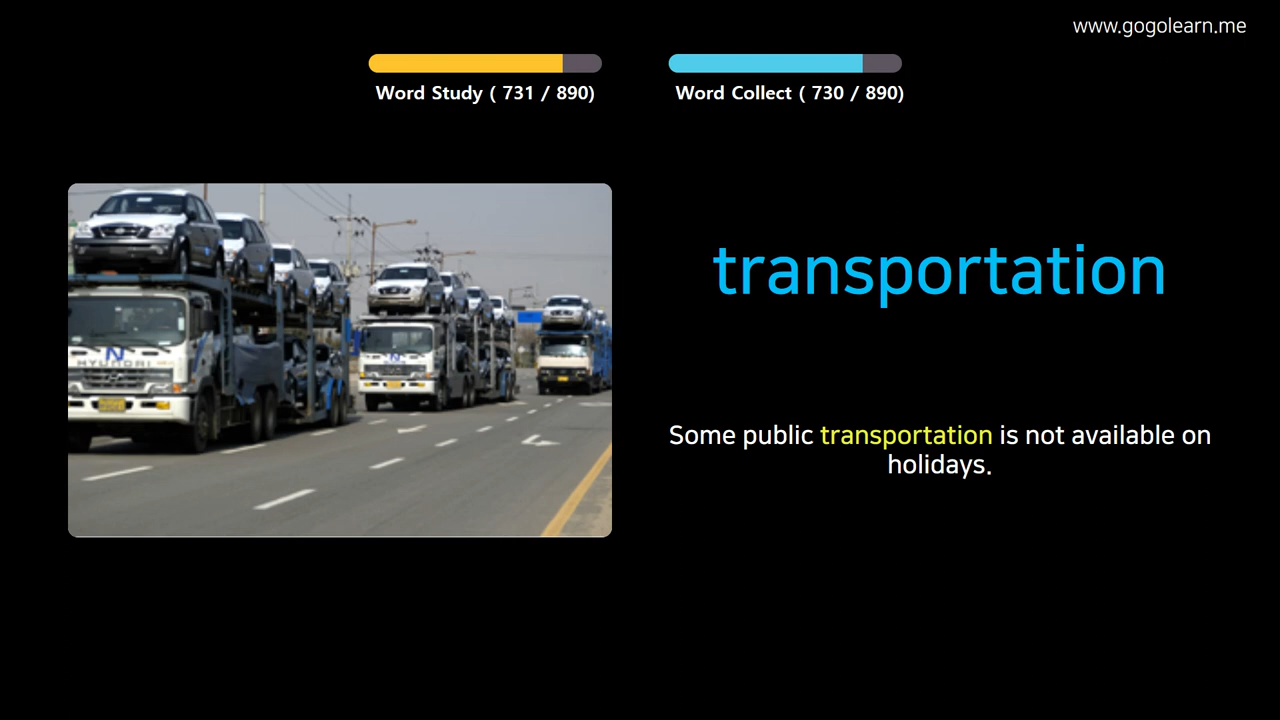 www.gogolearn.me
Word Study ( 731 / 890)
Word Collect ( 730 / 890)
transportation
N
HYUNDAI
N
Some public transportation is not available on
holidays.